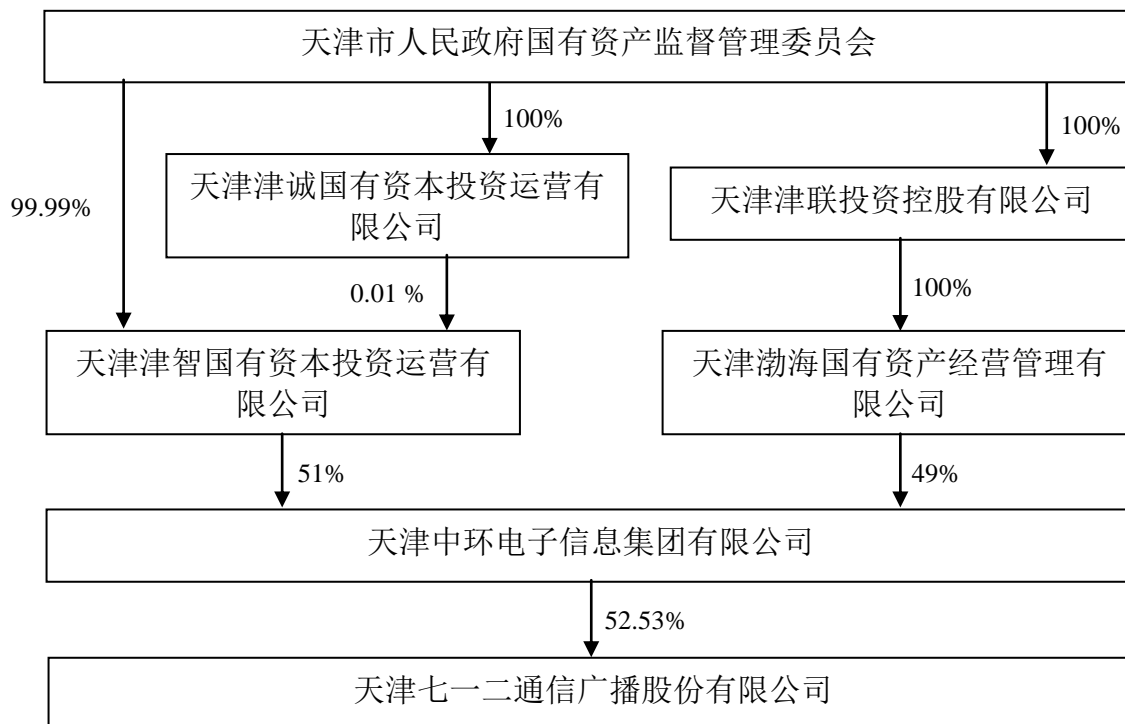 天津市人民政府国有资产监督管理委员会
100%
100%
天津津诚国有资本投资运营有
限公司
天津津联投资控股有限公司
99.99%
0.01 %
100%
天津津智国有资本投资运营有
限公司
天津渤海国有资产经营管理有
限公司
51%
49%
天津中环电子信息集团有限公司
52.53%
天津七一二通信广播股份有限公司